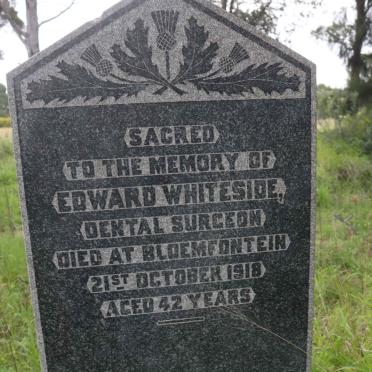 SACRED
TO THE MEMORY OF
EDWARD WHITESIDE,
DENTAL SURGEON
DIED AT BLOEMFONTEIN
21ST OCTOBER 1918
AGED 42 YEARS